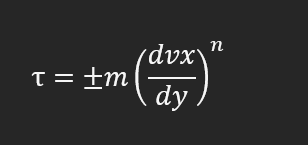 τ = ±m (dvx/dy)^n